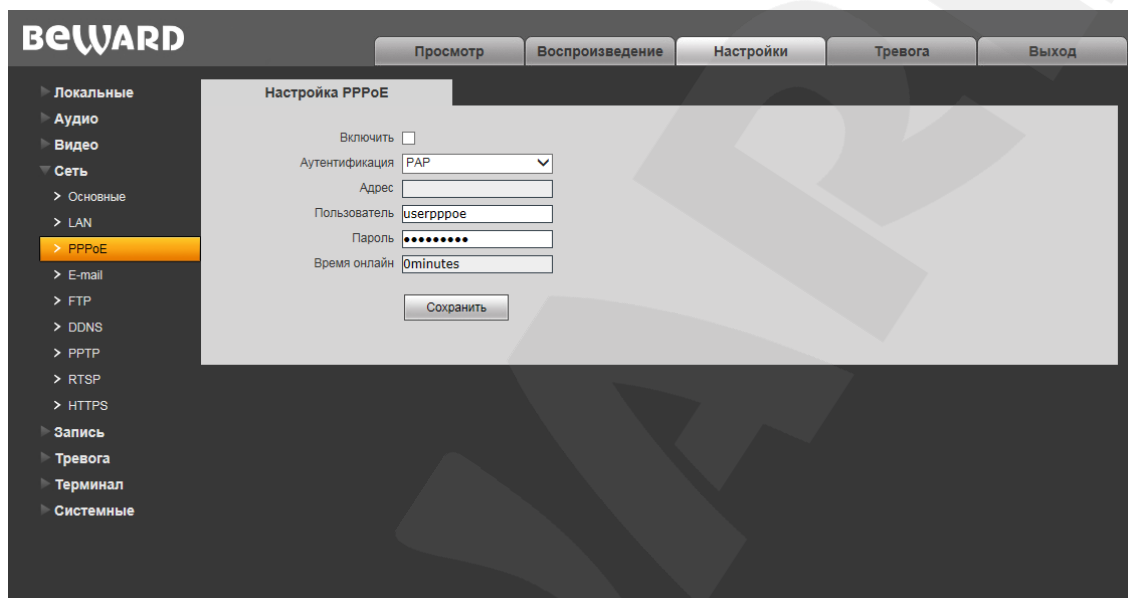 BEWARD
Просмотр
Воспроизведение
Настройки
Тревога
Выход
Локальные
Аудио
Видео
Сеть
Основные
LAN
PPPoE
E-mail
FTP
DDNS
PPTP
RTSP
HTTPS
Запись
Тревога
Терминал
Системные
Настройка PPPoE
Включить
Аутентификация PAP
Адрес
Пользователь userpppoe
Пароль •••••••••
Время онлайн 0minutes
Сохранить